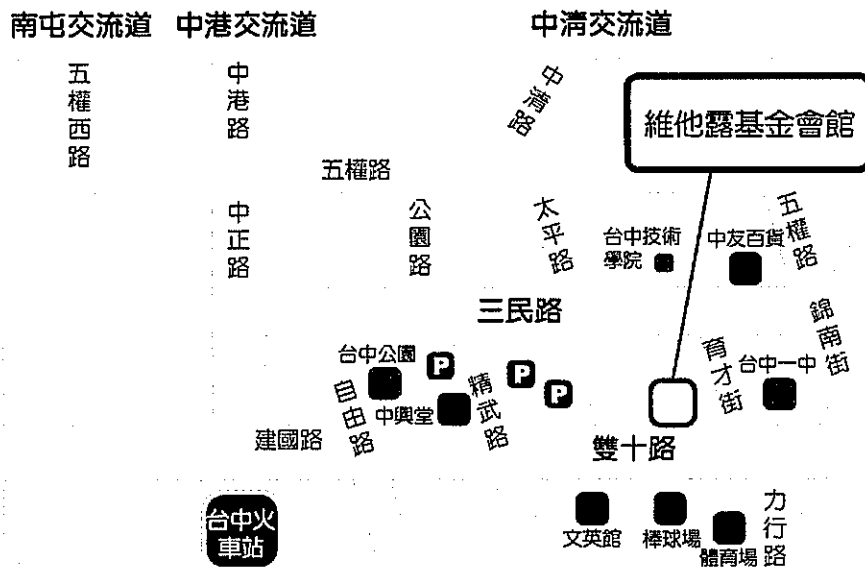 南屯交流道 中港交流道 中清交流道
五權西路
中港路
中清路
維他露基金會館
五權路
中正路
公園路
太平路
台中技術
學院
中友百貨
五權路
三民路
錦南街
台中公園
P
P
P
自由路
中興堂
精武路
育才街
台中一中
建國路
雙十路
台中火
車站
文英館
棒球場
體育場
力行路